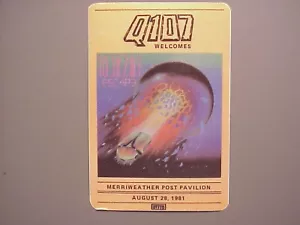 Q107
WELCOMES
MERRIWEATHER POST PAVILION
AUGUST 26, 1981